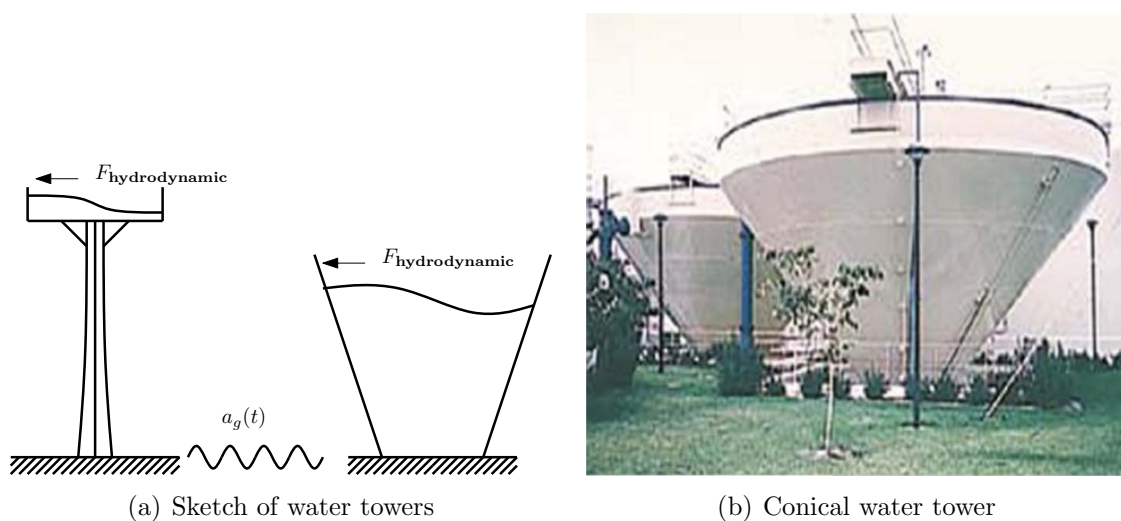 F_hydrodynamic
F_hydrodynamic
a_g(t)
(a) Sketch of water towers
(b) Conical water tower